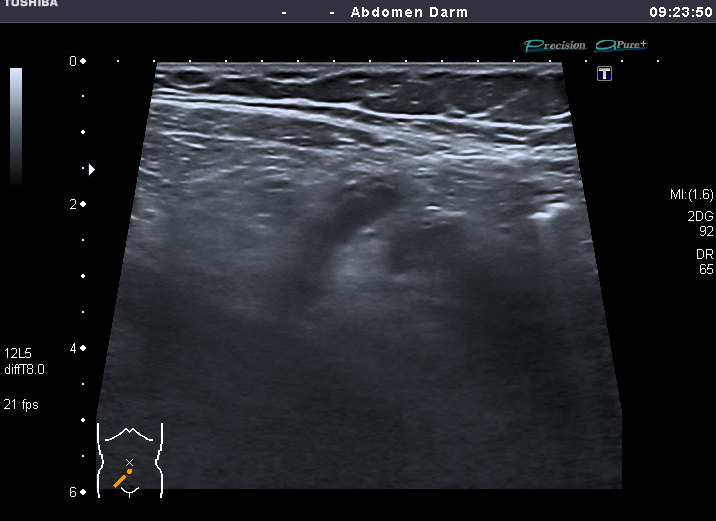 TOSHIBA
- - Abdomen Darm 09:23:50
Precision APure+
T
0
2
4
6
MI:(1.6)
2DG
92
DR
65
12L5
diffT8.0
21 fps